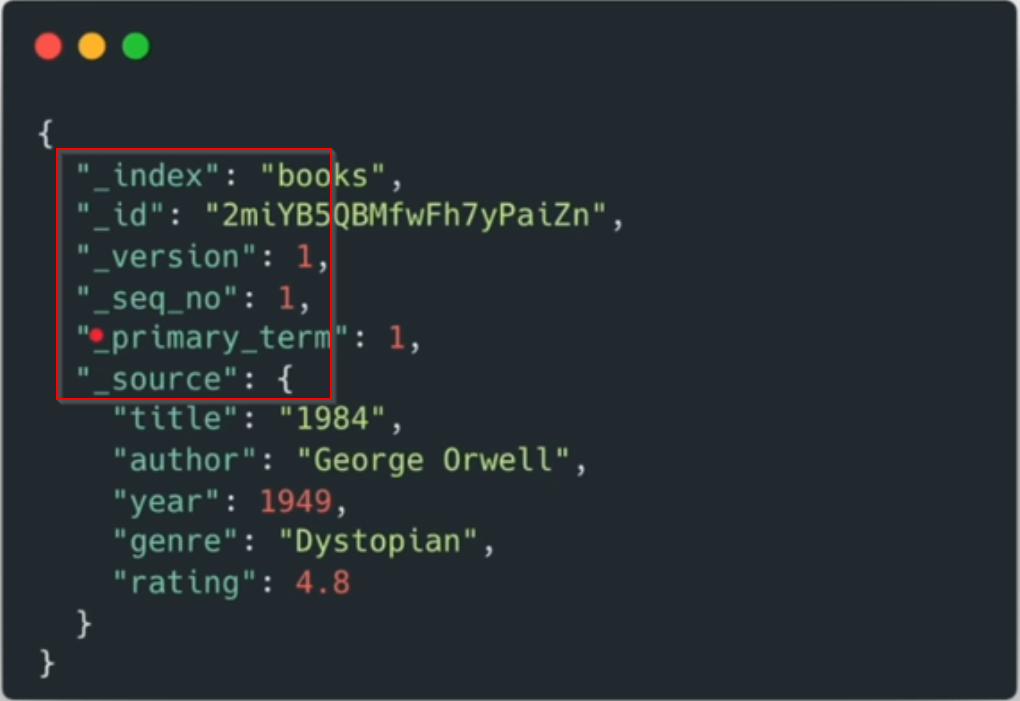 {
"_index": "books",
"_id": "2miYB5QBMfwFh7yPaiZn",
"_version": 1,
"_seq_no": 1,
"_primary_term": 1,
"_source": {
"title": "1984",
"author": "George Orwell",
"year": 1949,
"genre": "Dystopian",
"rating": 4.8
}
}